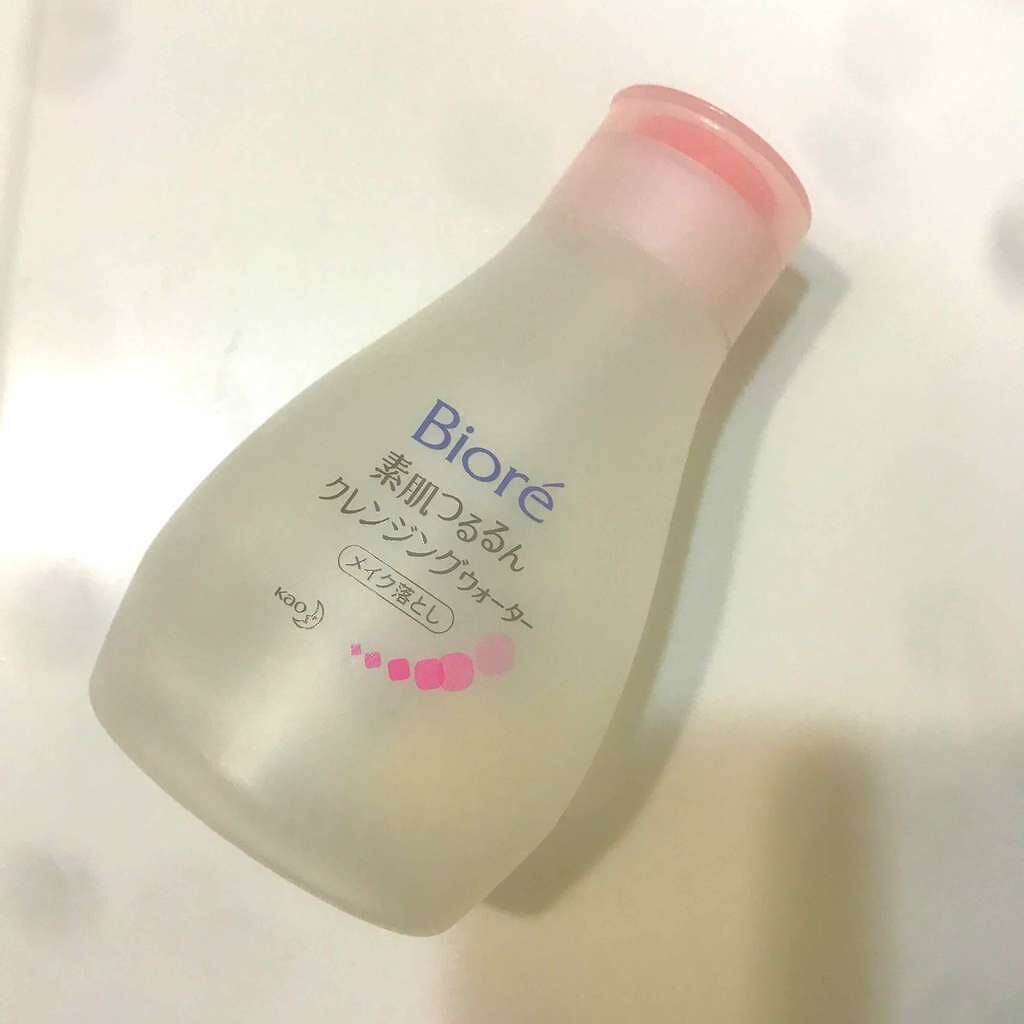 Bioré
素肌つるるん
クレンジングウォーター
メイク落とし
Kao